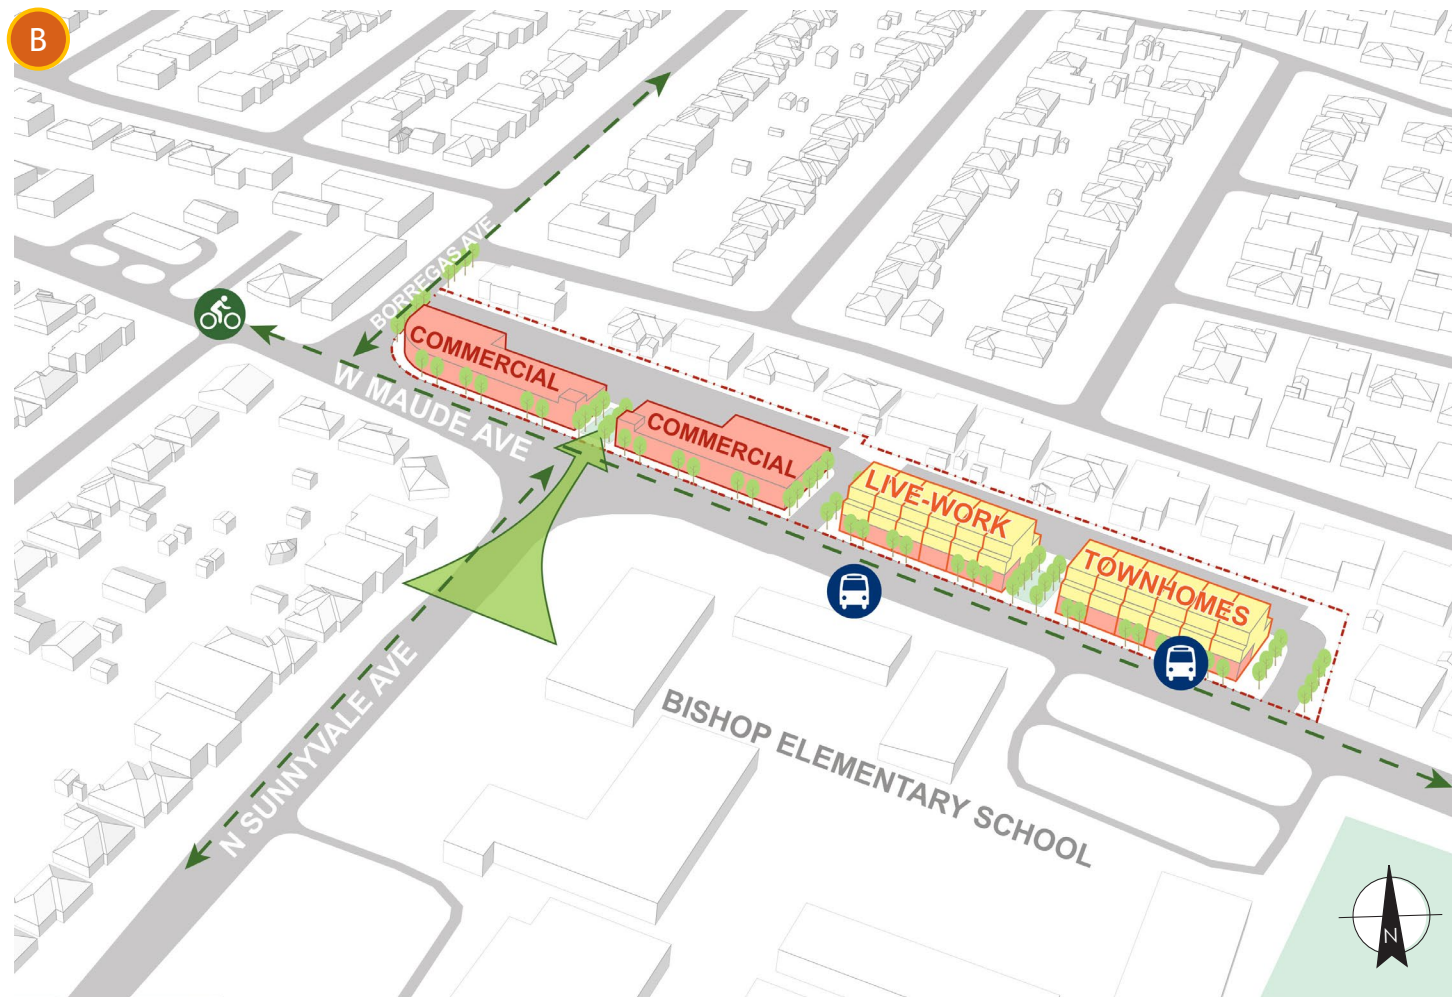 B
BORREGAS AVE
COMMERCIAL
W MAUDE AVE
COMMERCIAL
LIVE-WORK
TOWNHOMES
N SUNNYVALE AVE
BISHOP ELEMENTARY SCHOOL
N